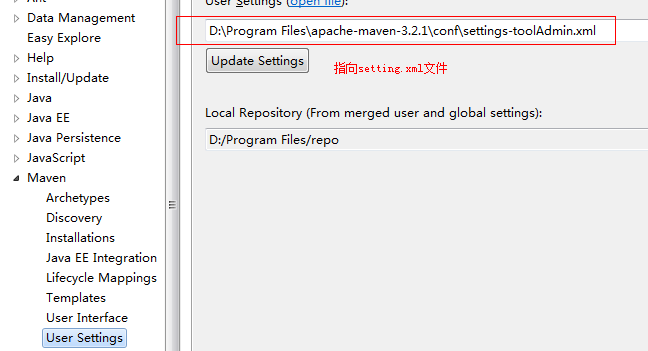 Ant
Data Management
Easy Explore
Help
Install/Update
Java
Java EE
Java Persistence
JavaScript
Maven
Archetypes
Discovery
Installations
Java EE Integration
Lifecycle Mappings
Templates
User Interface
User Settings
User Settings (open file):
D:\Program Files\apache-maven-3.2.1\conf\settings-toolAdmin.xml
Update Settings
指向setting.xml文件
Local Repository (From merged user and global settings):
D:/Program Files/repo